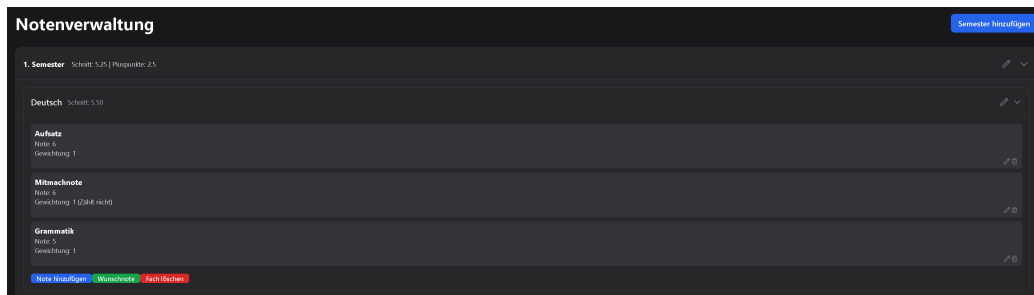 Notenverwaltung
Semester hinzufügen
1. Semester Schnitt: 5.25 | Pluspunkte: 2.5
Deutsch Schnitt: 5.50
Aufsatz
Note: 6
Gewichtung: 1
Mitmachnote
Note: 6
Gewichtung: 1 (Zählt nicht)
Grammatik
Note: 5
Gewichtung: 1
Note hinzufügen Wunschnote Fach löschen